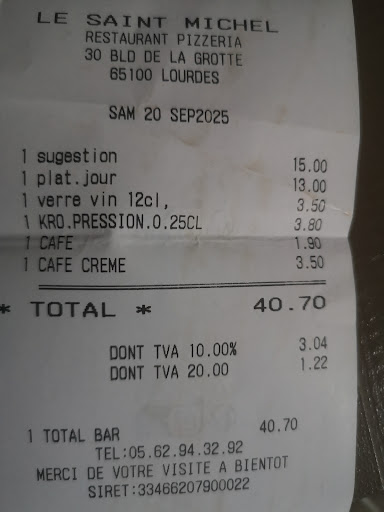 LE SAINT MICHEL
RESTAURANT PIZZERIA
30 BLD DE LA GROTTE
65100 LOURDES
SAM 20 SEP2025
1 sugestion 15.00
1 plat.jour 13.00
1 verre vin 12cl, 3.50
1 KRO.PRESSION.0.25CL 3.80
1 CAFE 1.90
1 CAFE CREME 3.50
* TOTAL * 40.70
DONT TVA 10.00% 3.04
DONT TVA 20.00 1.22
1 TOTAL BAR 40.70
TEL:05.62.94.32.92
MERCI DE VOTRE VISITE A BIENTOT
SIRET:33466207900022